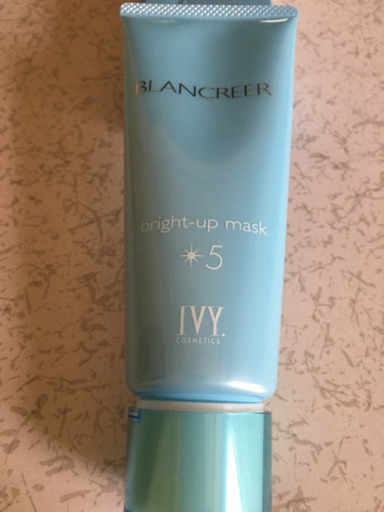 BLANCREER
bright-up mask
✴5
IVY.
COSMETICS